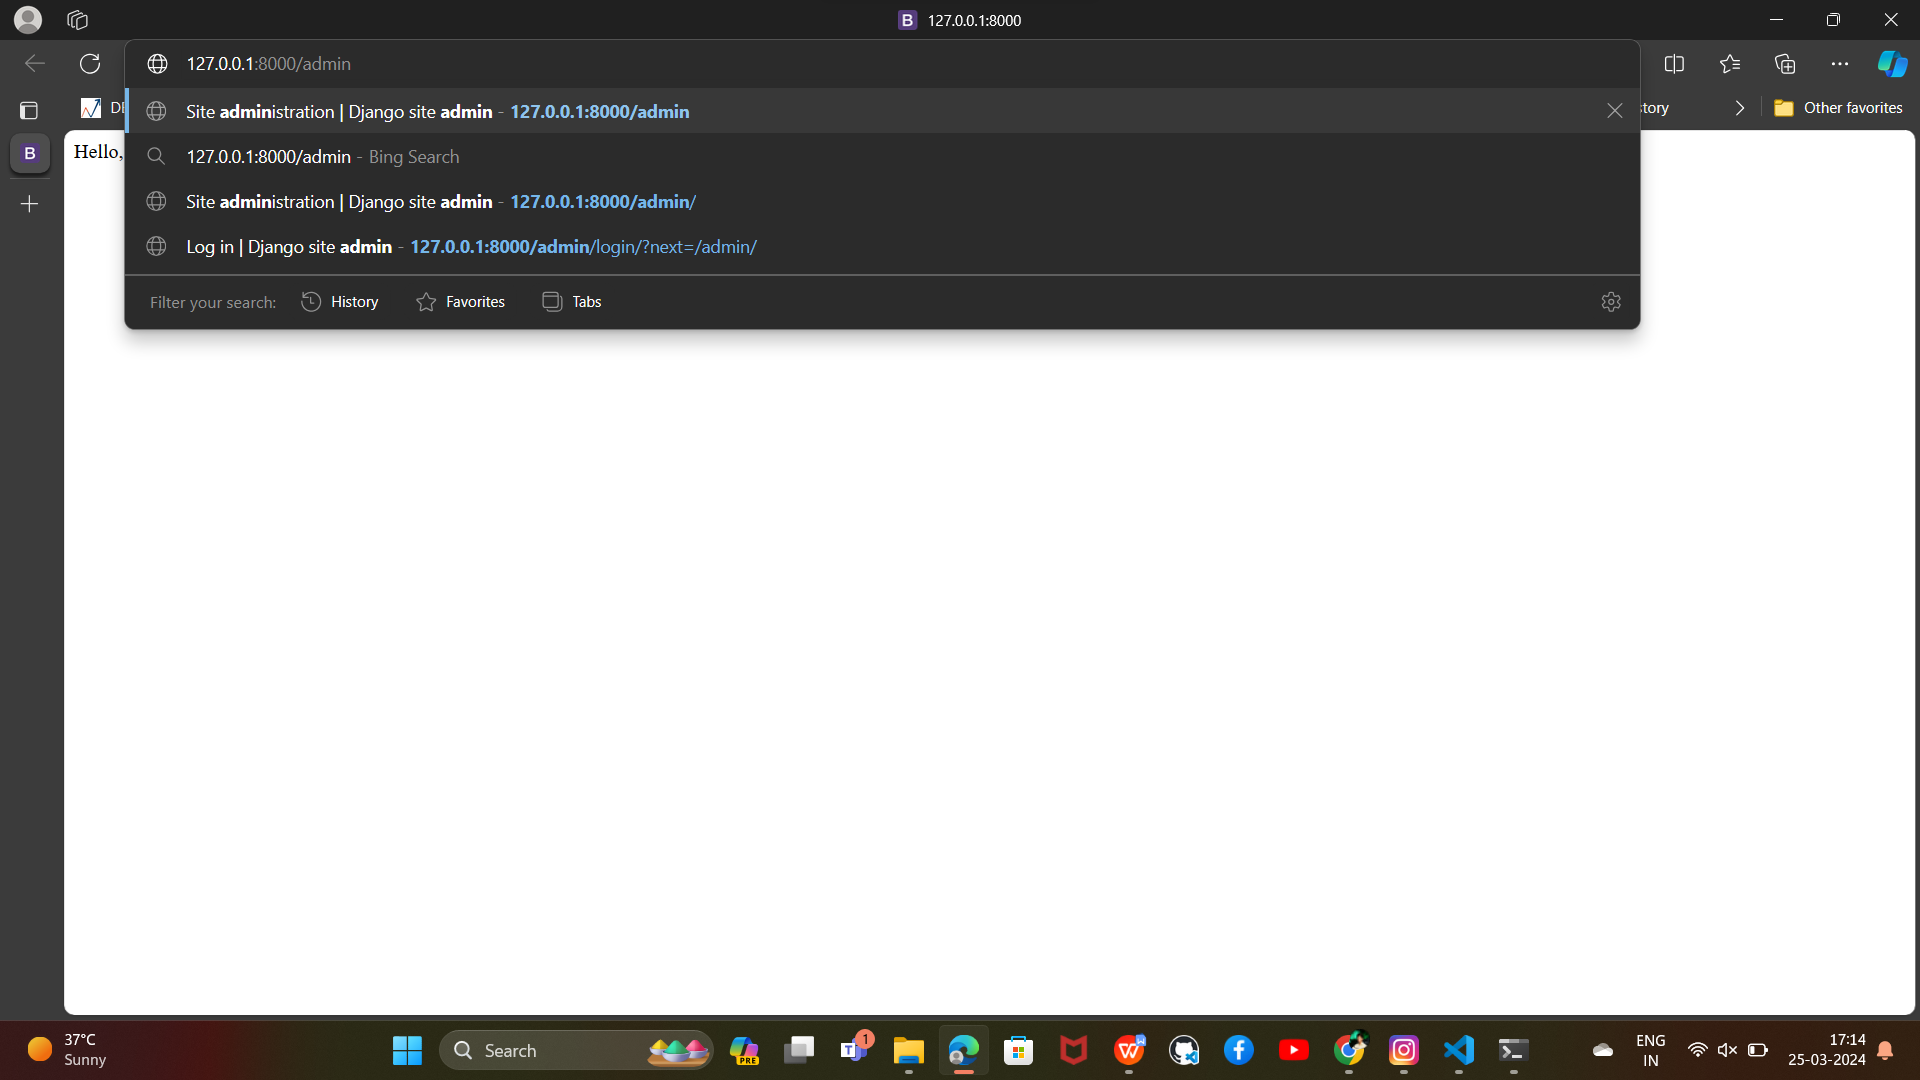 B 127.0.0.1:8000
127.0.0.1:8000/admin
Site administration | Django site admin - 127.0.0.1:8000/admin
tory
Other favorites
B
Hello,
127.0.0.1:8000/admin - Bing Search
Site administration | Django site admin - 127.0.0.1:8000/admin/
Log in | Django site admin - 127.0.0.1:8000/admin/login/?next=/admin/
Filter your search: History Favorites Tabs
37°C
Sunny
Search
PRE
T
1
W
ENG
IN
17:14
25-03-2024